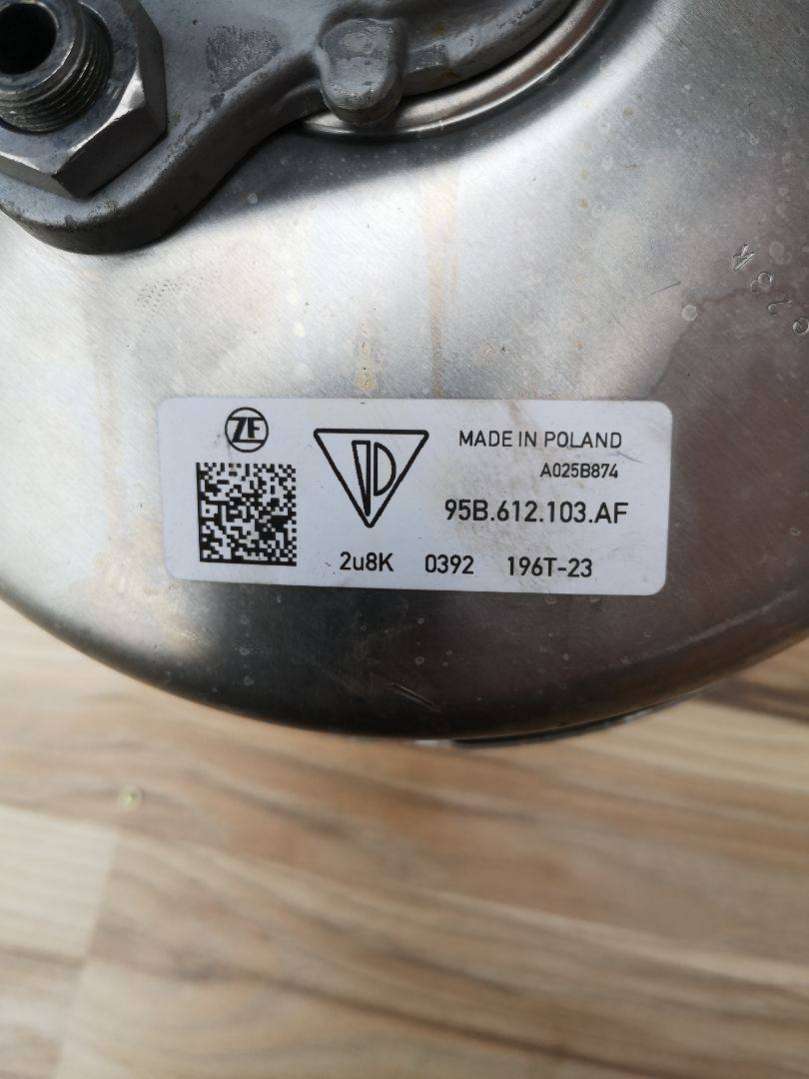 ZF
MADE IN POLAND
A025B874
95B.612.103.AF
2u8K 0392 196T-23